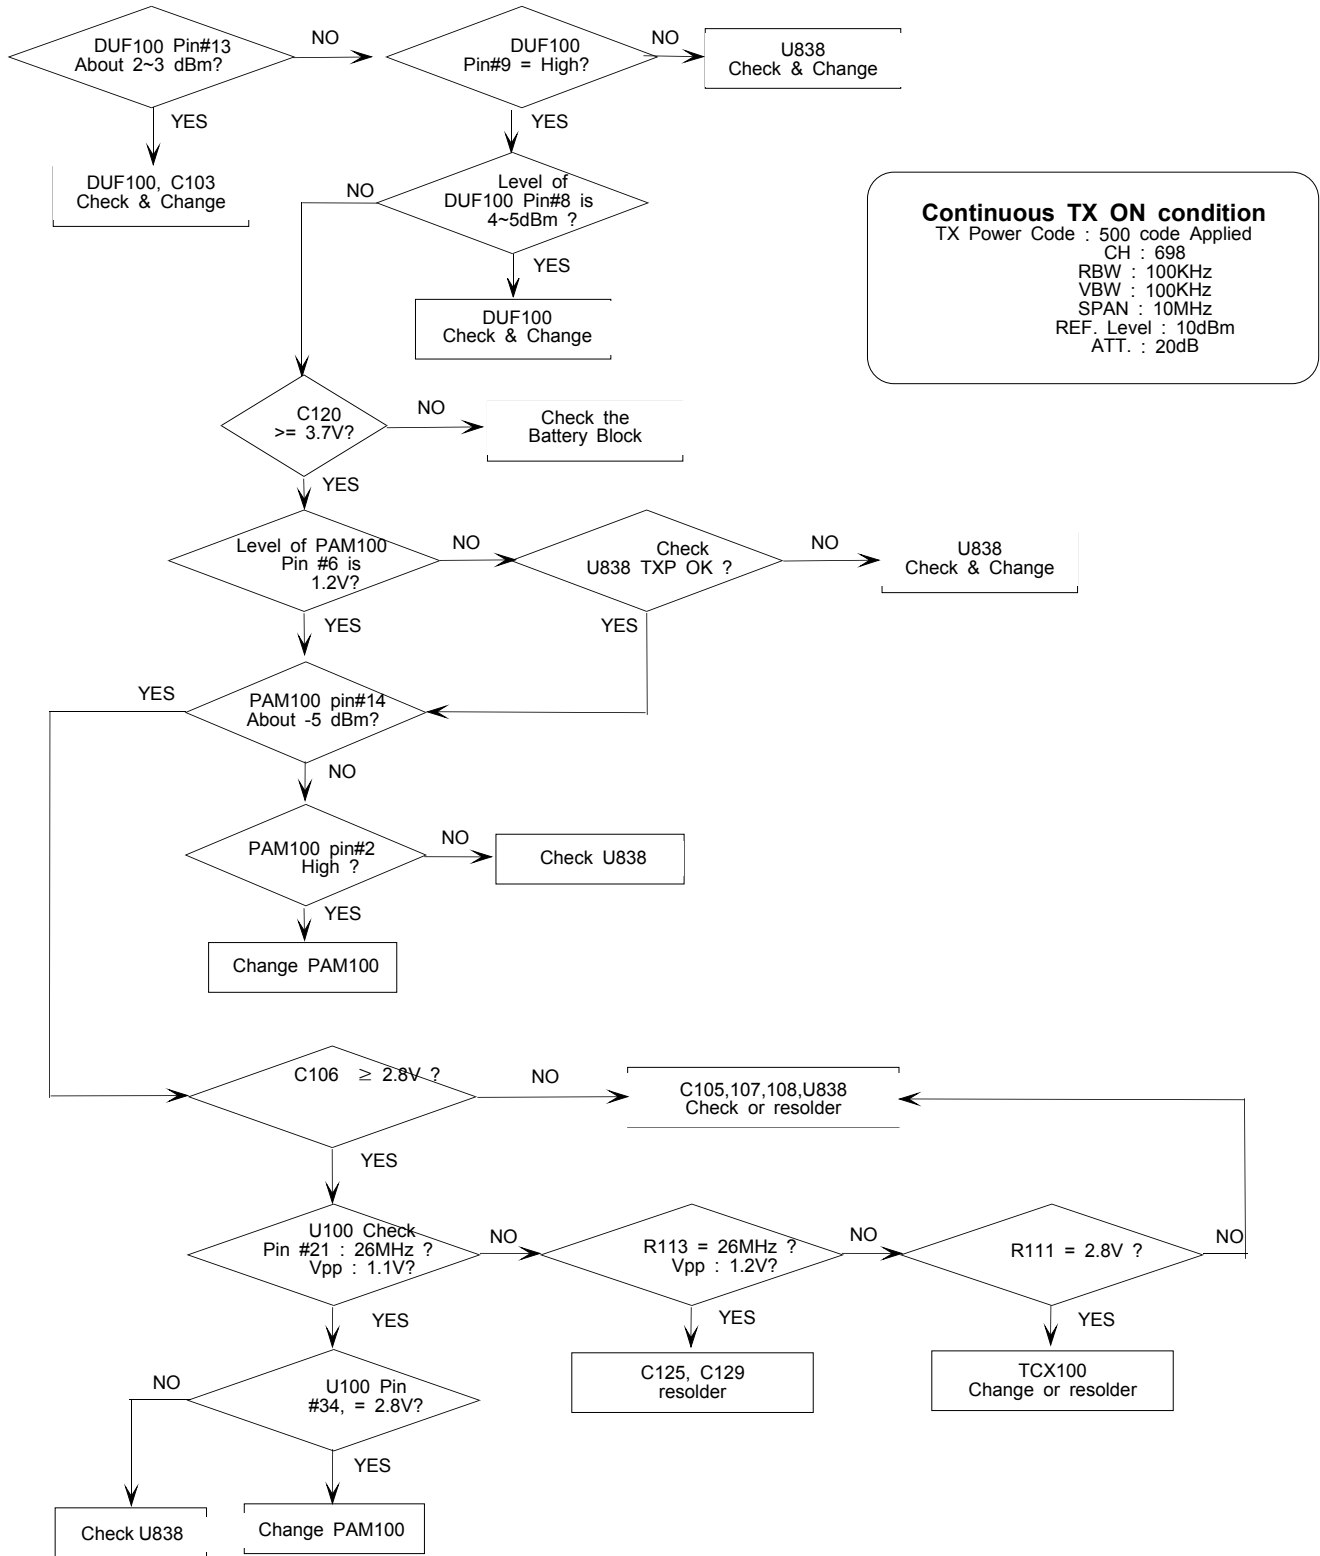 DUF100 Pin#13
About 2~3 dBm?
NO
DUF100
Pin#9 = High?
NO
U838
Check & Change
YES
YES
DUF100, C103
Check & Change
NO
Level of
DUF100 Pin#8 is
4~5dBm ?
YES
DUF100
Check & Change
Continuous TX ON condition
TX Power Code : 500 code Applied
CH : 698
RBW : 100KHz
VBW : 100KHz
SPAN : 10MHz
REF. Level : 10dBm
ATT. : 20dB
C120
>= 3.7V?
NO
Check the
Battery Block
YES
Level of PAM100
Pin #6 is
1.2V?
NO
Check
U838 TXP OK ?
NO
U838
Check & Change
YES
YES
YES
PAM100 pin#14
About -5 dBm?
NO
PAM100 pin#2
High ?
NO
Check U838
YES
Change PAM100
C106 ≥ 2.8V ?
NO
C105,107,108,U838
Check or resolder
YES
U100 Check
Pin #21 : 26MHz ?
Vpp : 1.1V?
NO
R113 = 26MHz ?
Vpp : 1.2V?
NO
R111 = 2.8V ?
NO
YES
YES
YES
C125, C129
resolder
TCX100
Change or resolder
NO
U100 Pin
#34, = 2.8V?
YES
Check U838
Change PAM100